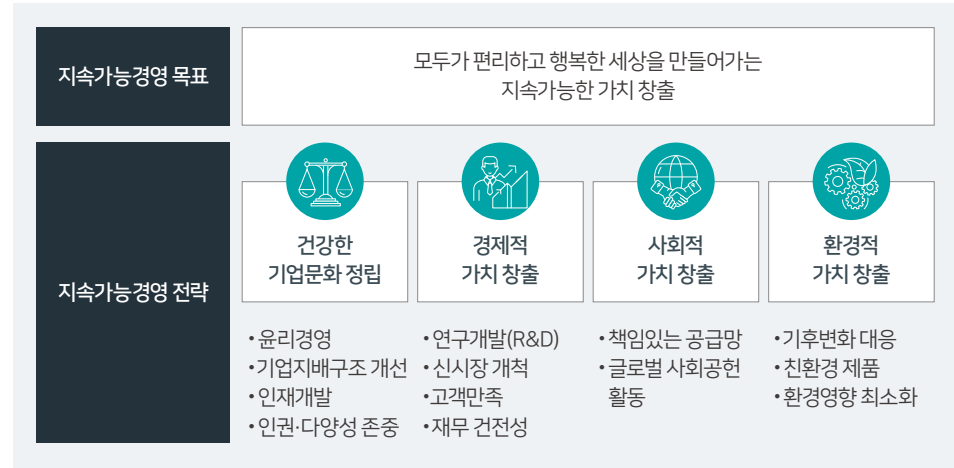 지속가능경영 목표
모두가 편리하고 행복한 세상을 만들어가는
지속가능한 가치 창출
지속가능경영 전략
건강한
기업문화 정립
• 윤리경영
• 기업지배구조 개선
• 인재개발
• 인권·다양성 존중
경제적
가치 창출
• 연구개발(R&D)
• 신시장 개척
• 고객만족
• 재무 건전성
사회적
가치 창출
• 책임있는 공급망
• 글로벌 사회공헌
활동
환경적
가치 창출
• 기후변화 대응
• 친환경 제품
• 환경영향 최소화